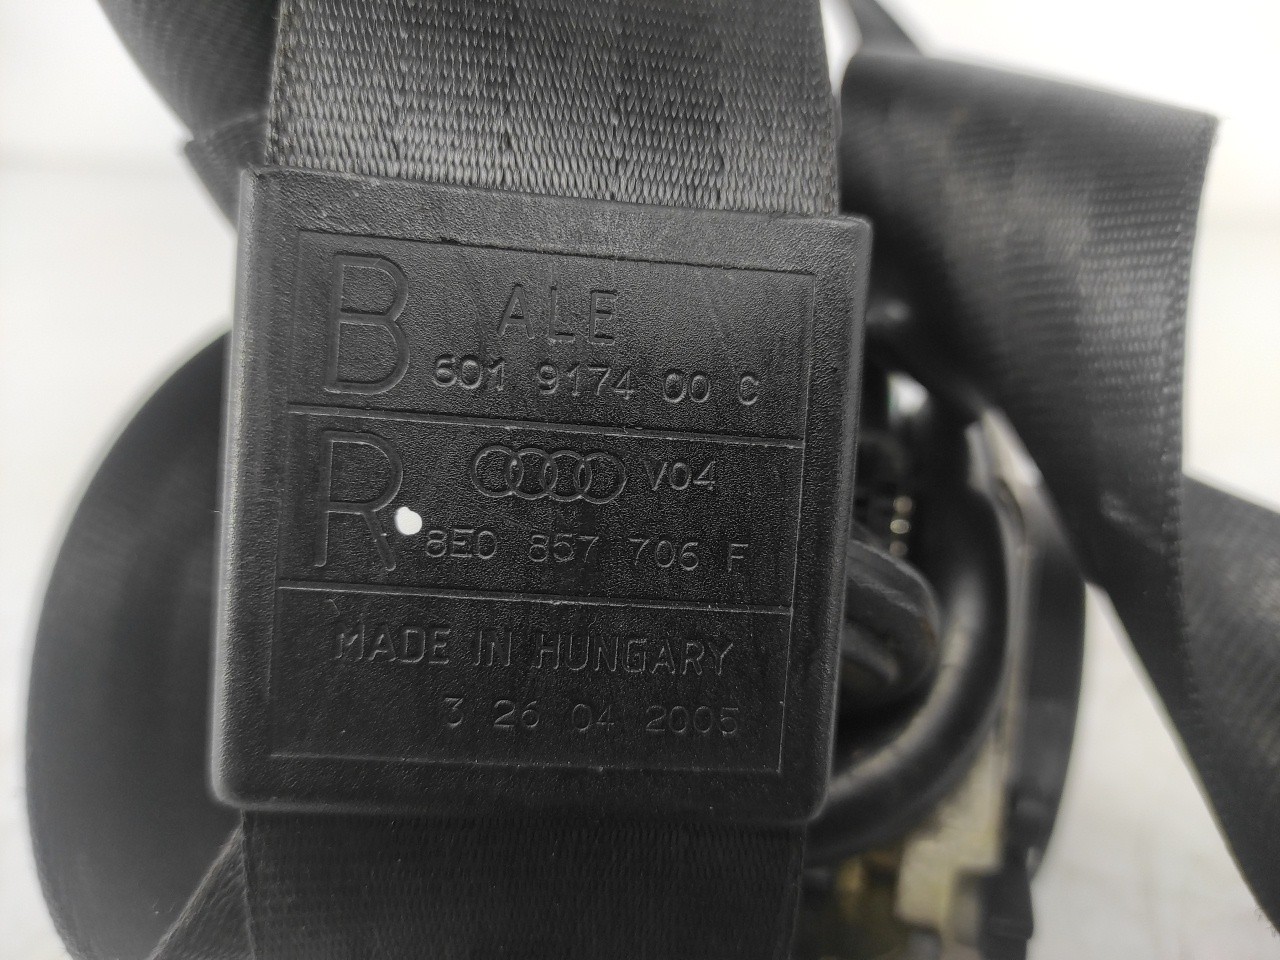 B ALE
601 9174 00 C
R V04
8E0 857 706 F
MADE IN HUNGARY
3 26 04 2005